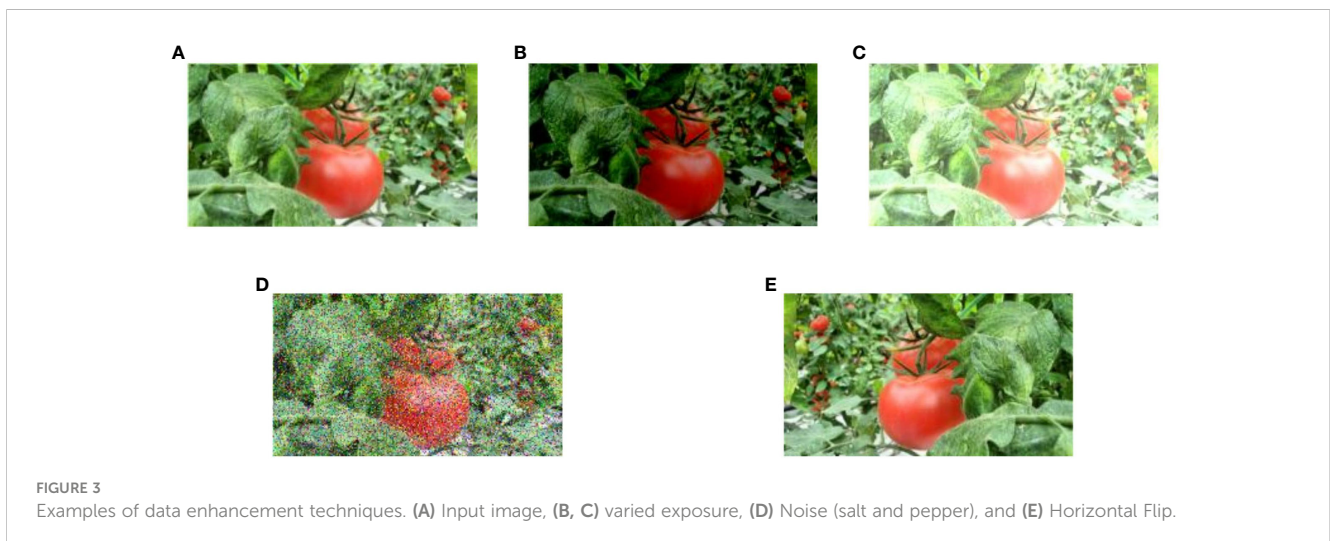 A
B
C
D
E
FIGURE 3
Examples of data enhancement techniques. (A) Input image, (B, C) varied exposure, (D) Noise (salt and pepper), and (E) Horizontal Flip.